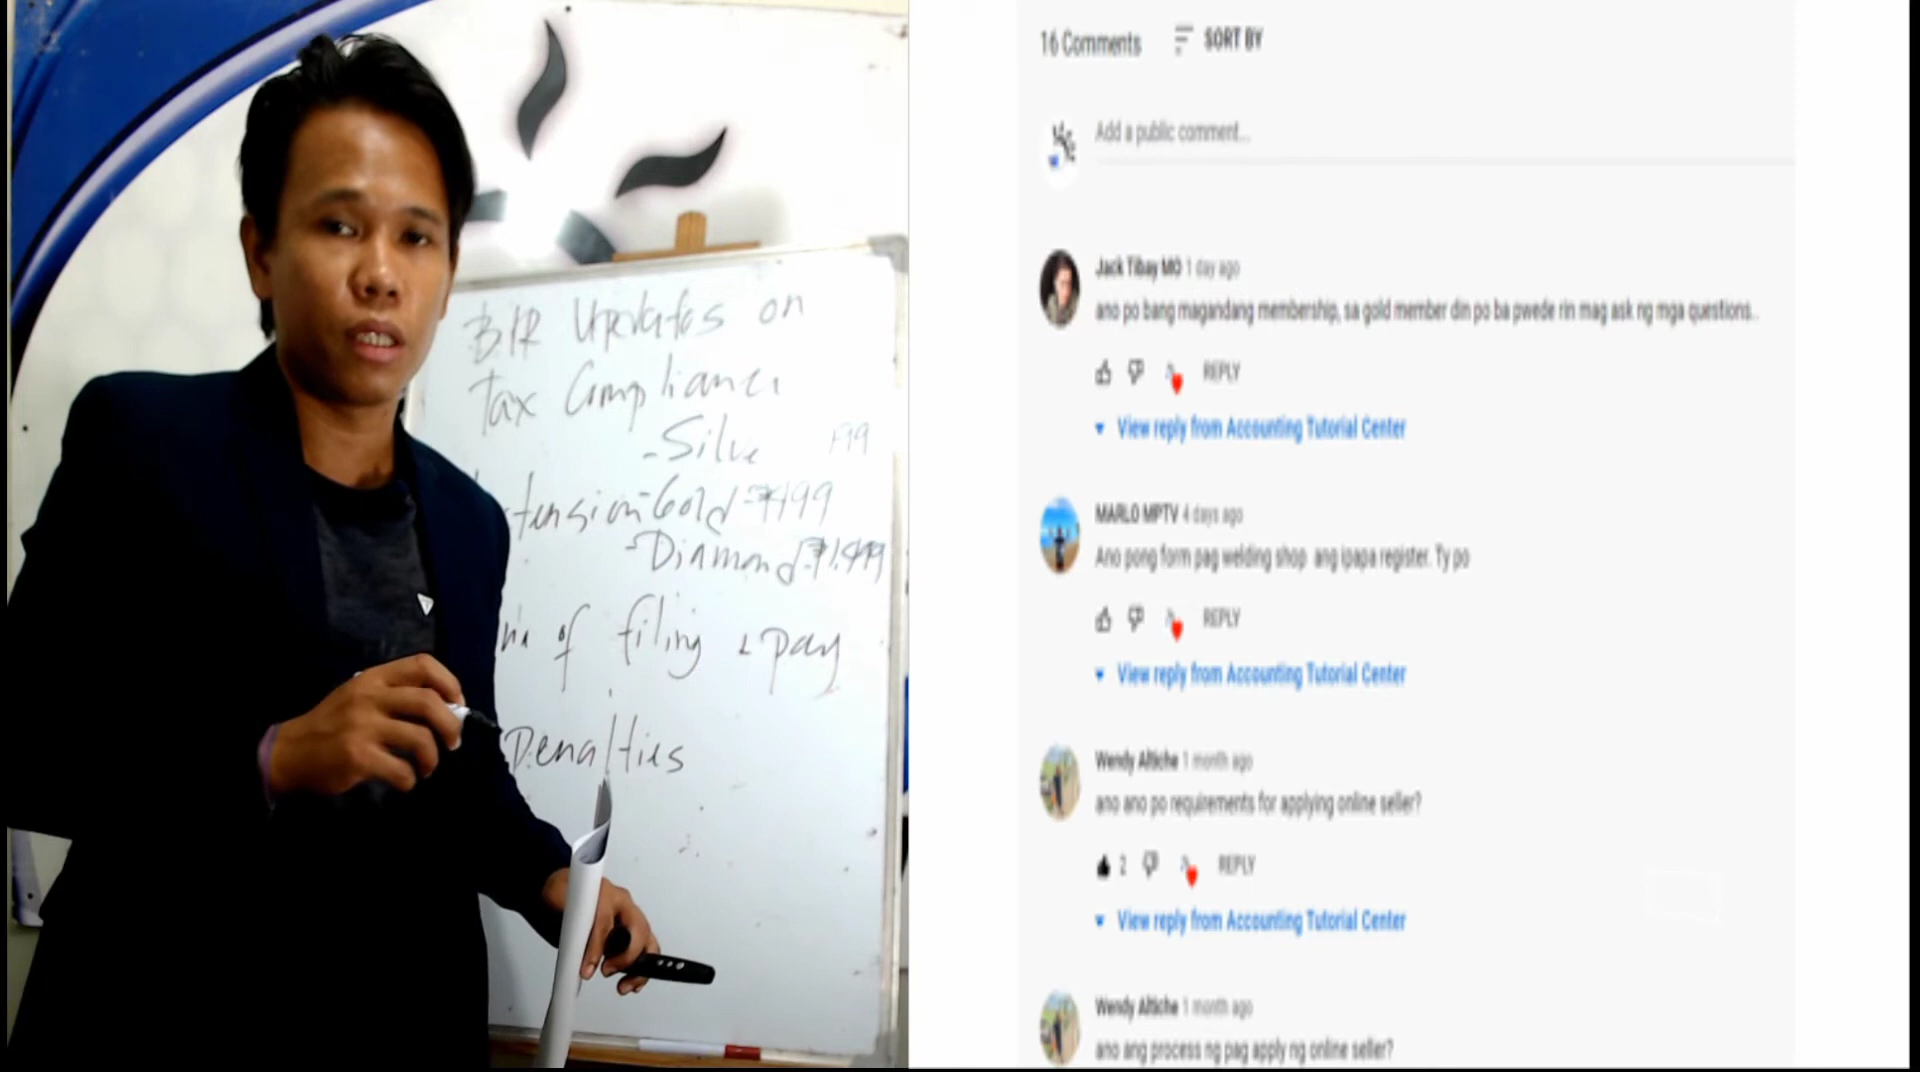 BIR Updates on
Tax Compliance
- Silve 199
tension - Gold - ₱499
- Diamond - ₱1,499
of filing & pay
Penalties
16 Comments SORT BY
Add a public comment...
Jack Tibay MO 1 day ago
ano po bang magandang membership, sa gold member din po ba pwede rin mag ask ng mga questions..
REPLY
View reply from Accounting Tutorial Center
MARLO MPTV 4 days ago
Ano pong form pag welding shop ang ipapa register. Ty po
REPLY
View reply from Accounting Tutorial Center
Wendy Altiche 1 month ago
ano ano po requirements for applying online seller?
2 REPLY
View reply from Accounting Tutorial Center
Wendy Altiche 1 month ago
ano ang process ng pag apply ng online seller?